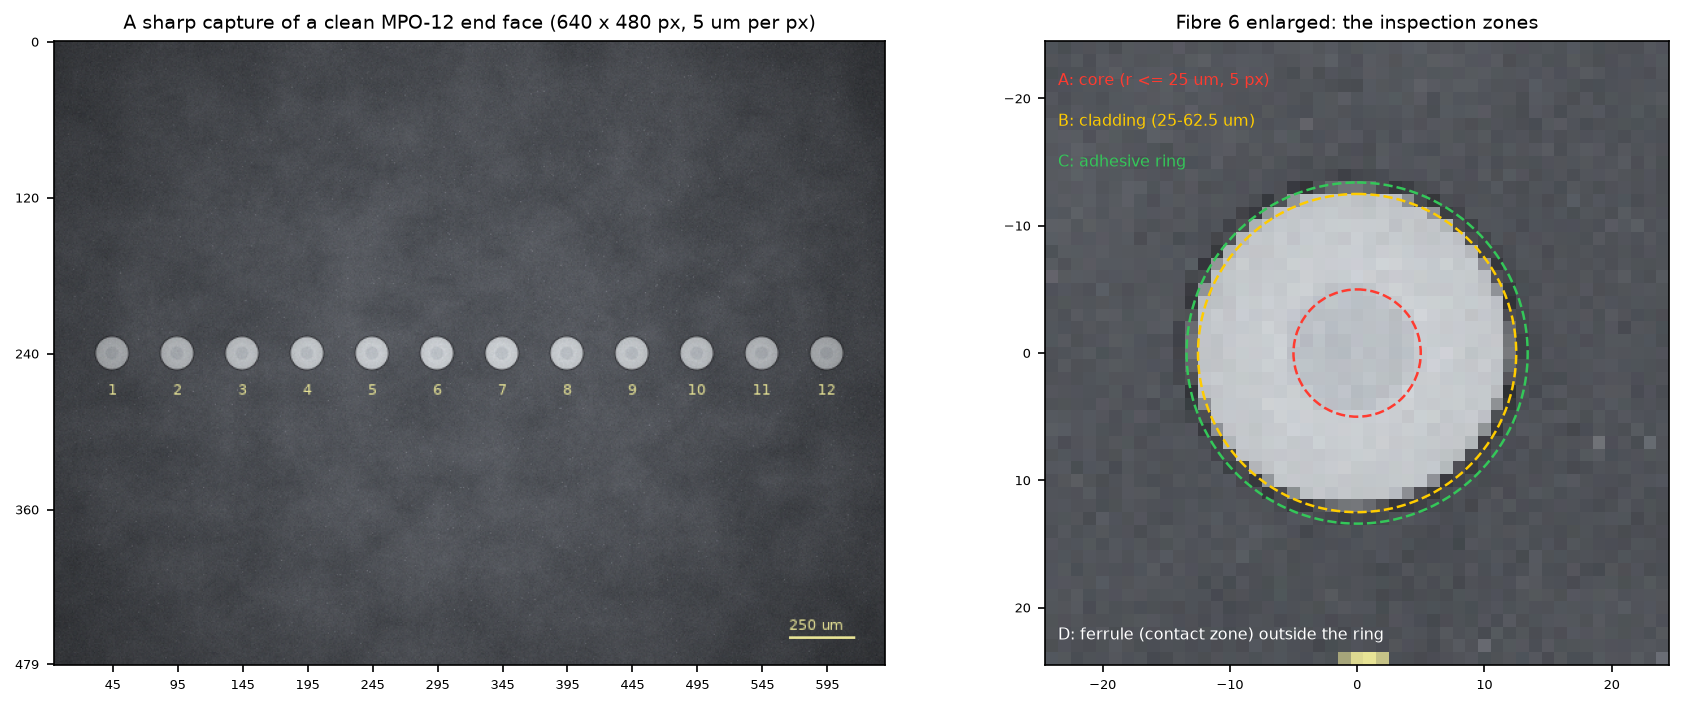 A sharp capture of a clean MPO-12 end face (640 x 480 px, 5 um per px)
0
120
240
360
479
1 2 3 4 5 6 7 8 9 10 11 12
250 um
45 95 145 195 245 295 345 395 445 495 545 595
Fibre 6 enlarged: the inspection zones
A: core (r <= 25 um, 5 px)
B: cladding (25-62.5 um)
C: adhesive ring
D: ferrule (contact zone) outside the ring
−20
−10
0
10
20
−20 −10 0 10 20